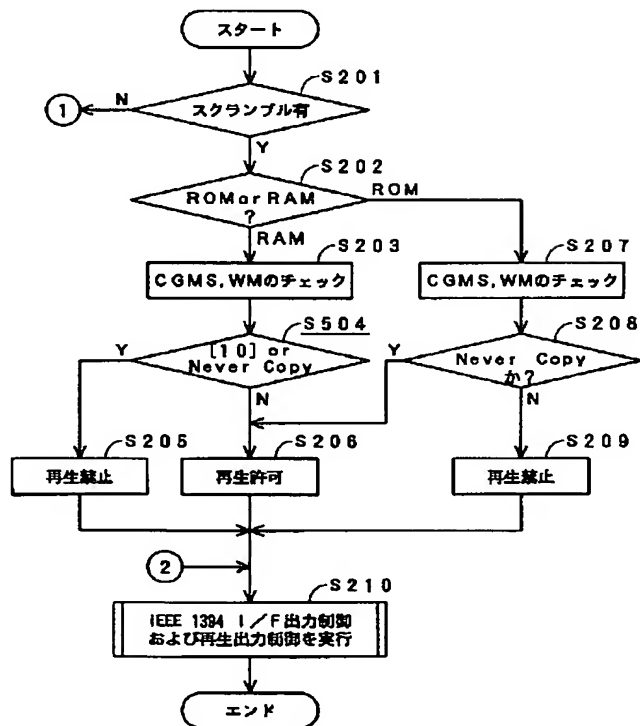 スタート
S201
スクランブル有
N
1
Y
S202
ROMorRAM
?
ROM
RAM
S203
CGMS,WMのチェック
S207
CGMS,WMのチェック
S504
[10] or
Never Copy
Y
N
S208
Never Copy
か?
Y
N
S205
再生禁止
S206
再生許可
S209
再生禁止
2
S210
IEEE 1394 I/F出力制御
および再生出力制御を実行
エンド